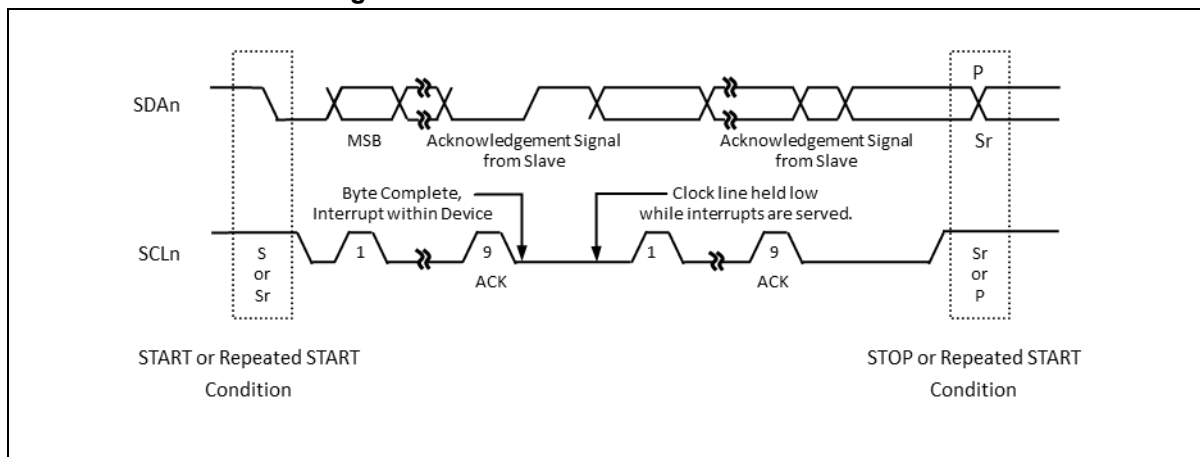 SDAn
P
MSB
Acknowledgement Signal
from Slave
Acknowledgement Signal
from Slave
Sr
Byte Complete,
Interrupt within Device
Clock line held low
while interrupts are served.
SCLn
S
or
Sr
1
9
ACK
1
9
ACK
Sr
or
P
START or Repeated START
Condition
STOP or Repeated START
Condition